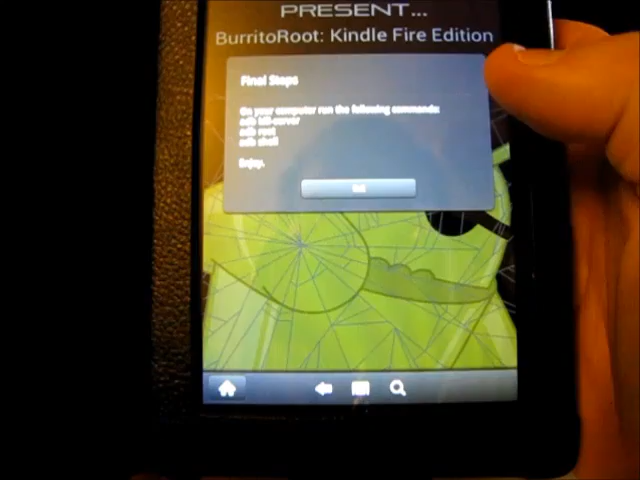 PRESENT...
BurritoRoot: Kindle Fire Edition
Final Steps
On your computer run the following commands:
adb kill-server
adb root
adb shell
Enjoy.